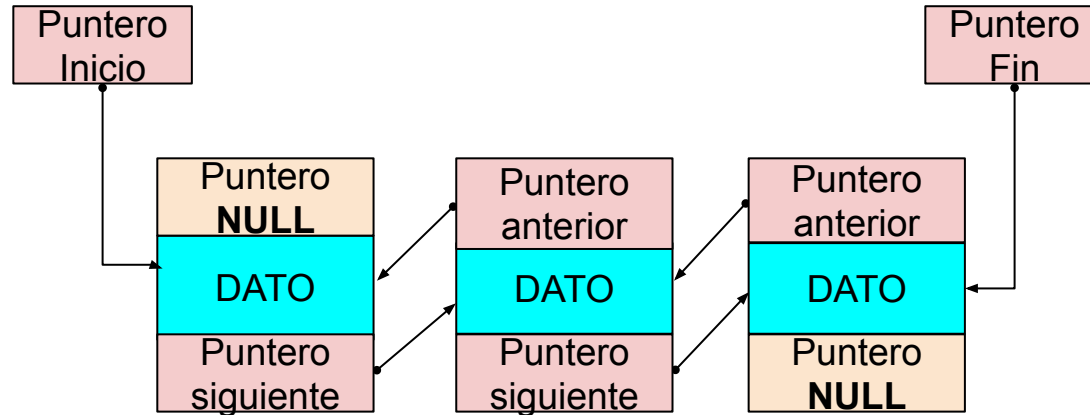 Puntero
Inicio
Puntero
Fin
Puntero
NULL
DATO
Puntero
siguiente
Puntero
anterior
DATO
Puntero
siguiente
Puntero
anterior
DATO
Puntero
NULL